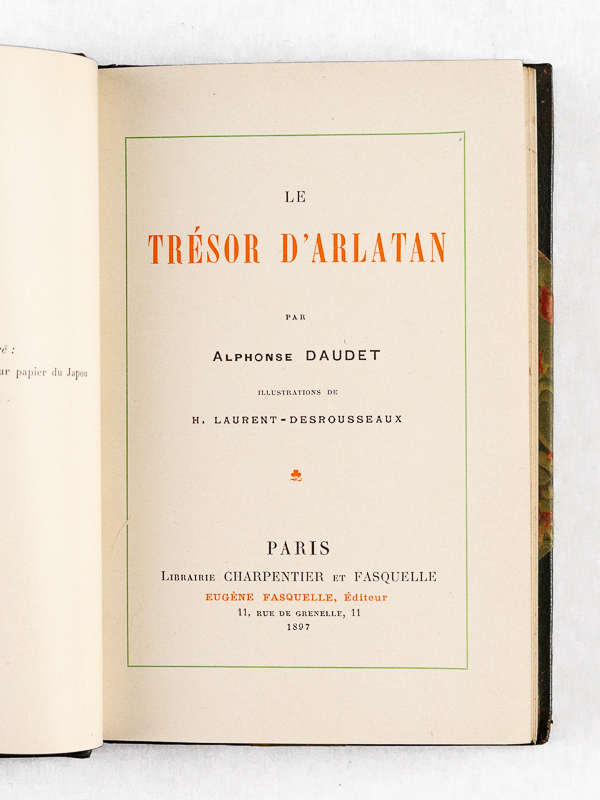 ré :
ur papier du Japon
LE
TRÉSOR D'ARLATAN
PAR
ALPHONSE DAUDET
ILLUSTRATIONS DE
H. LAURENT-DESROUSSEAUX
PARIS
LIBRAIRIE CHARPENTIER ET FASQUELLE
EUGÈNE FASQUELLE, Éditeur
11, RUE DE GRENELLE, 11
1897